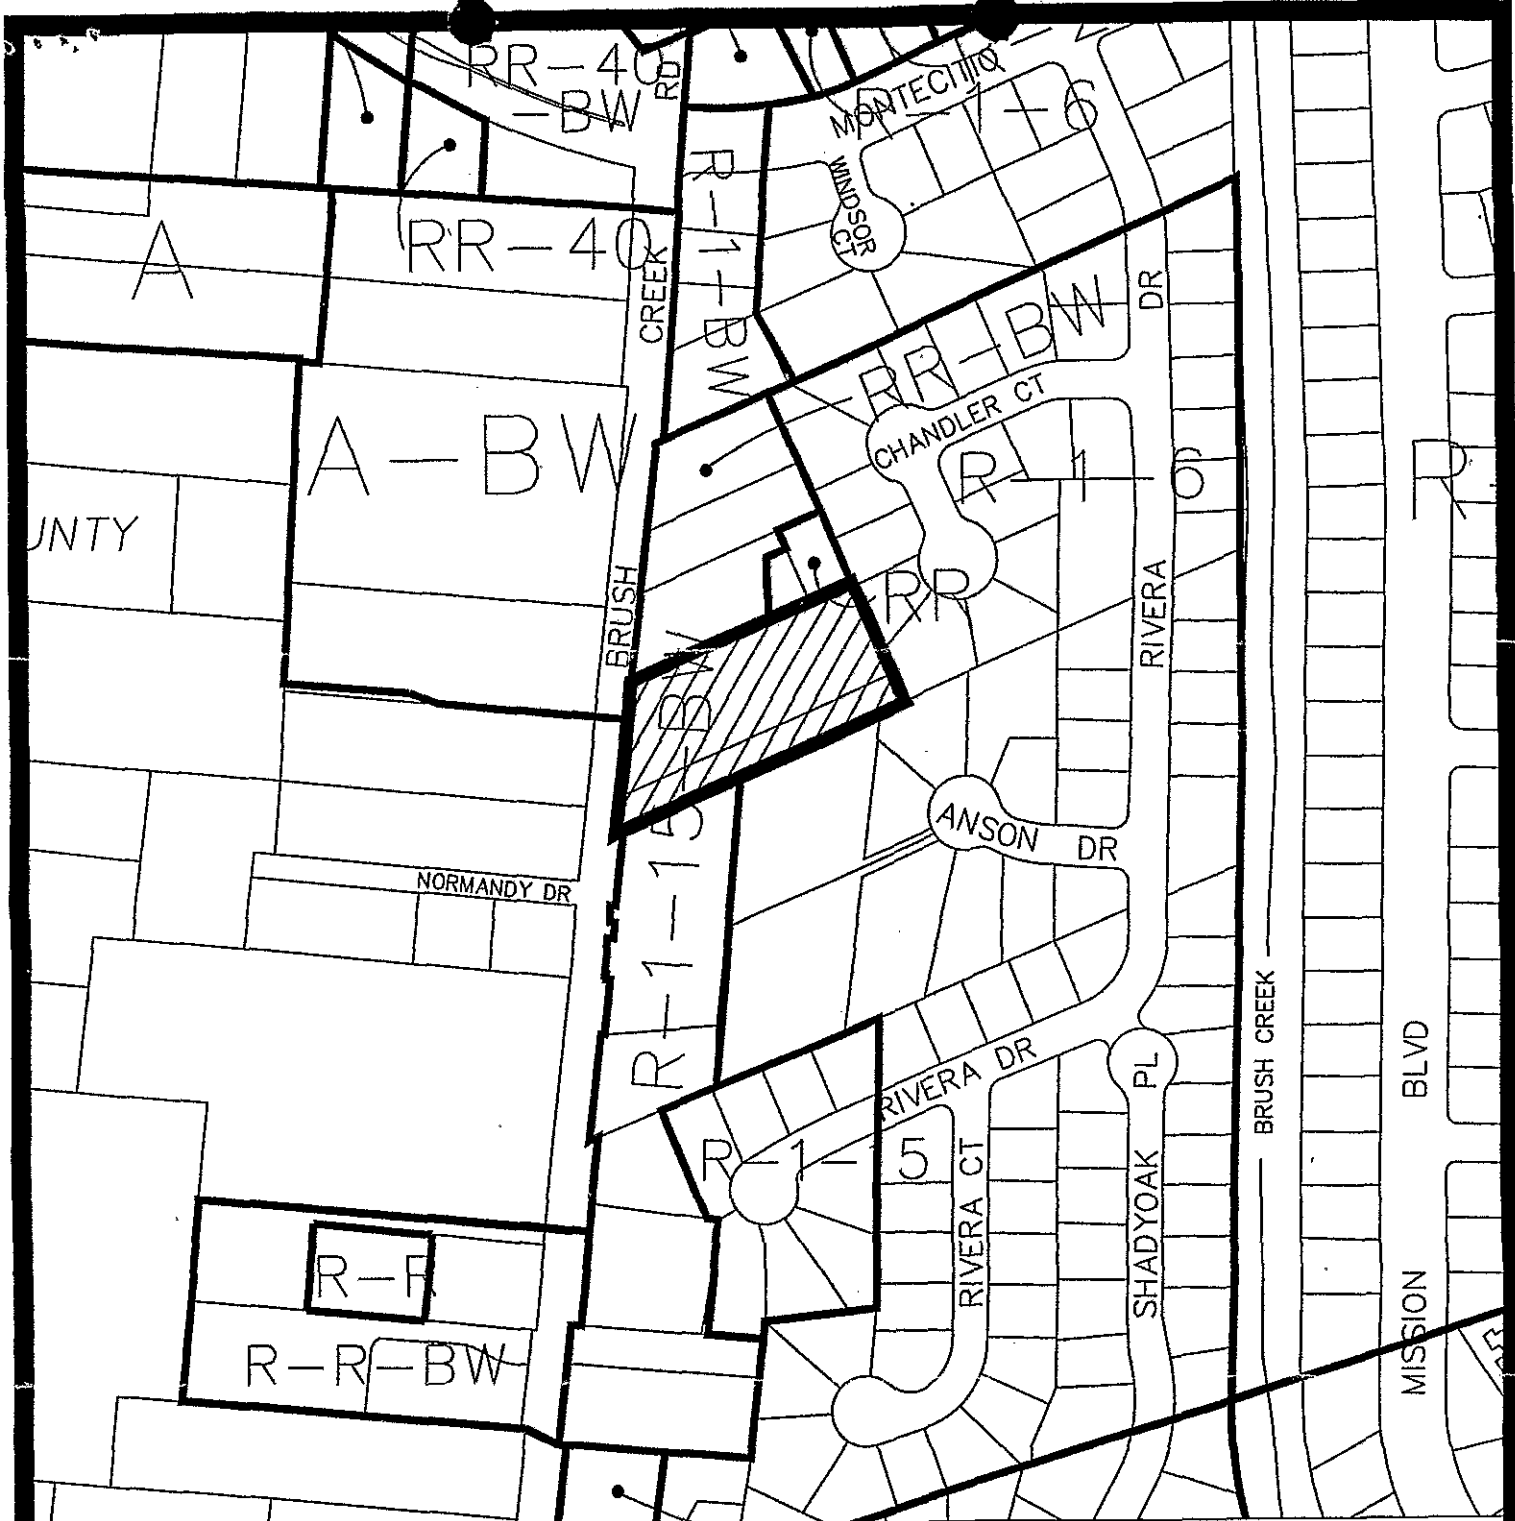 RR-40
-BW
RD
MONTECITO
R-1-6
WINDSOR
CT
R-1-BW
A
RR-40
CREEK
DR
RR-BW
CHANDLER CT
A-BW
R-1-6
R
UNTY
BRUSH
RR
RIVERA
R-1-15-BW
ANSON DR
NORMANDY DR
RIVERA DR
PL
BRUSH CREEK
BLVD
R-1-15
RIVERA CT
SHADYOAK
R-R
R-R-BW
MISSION